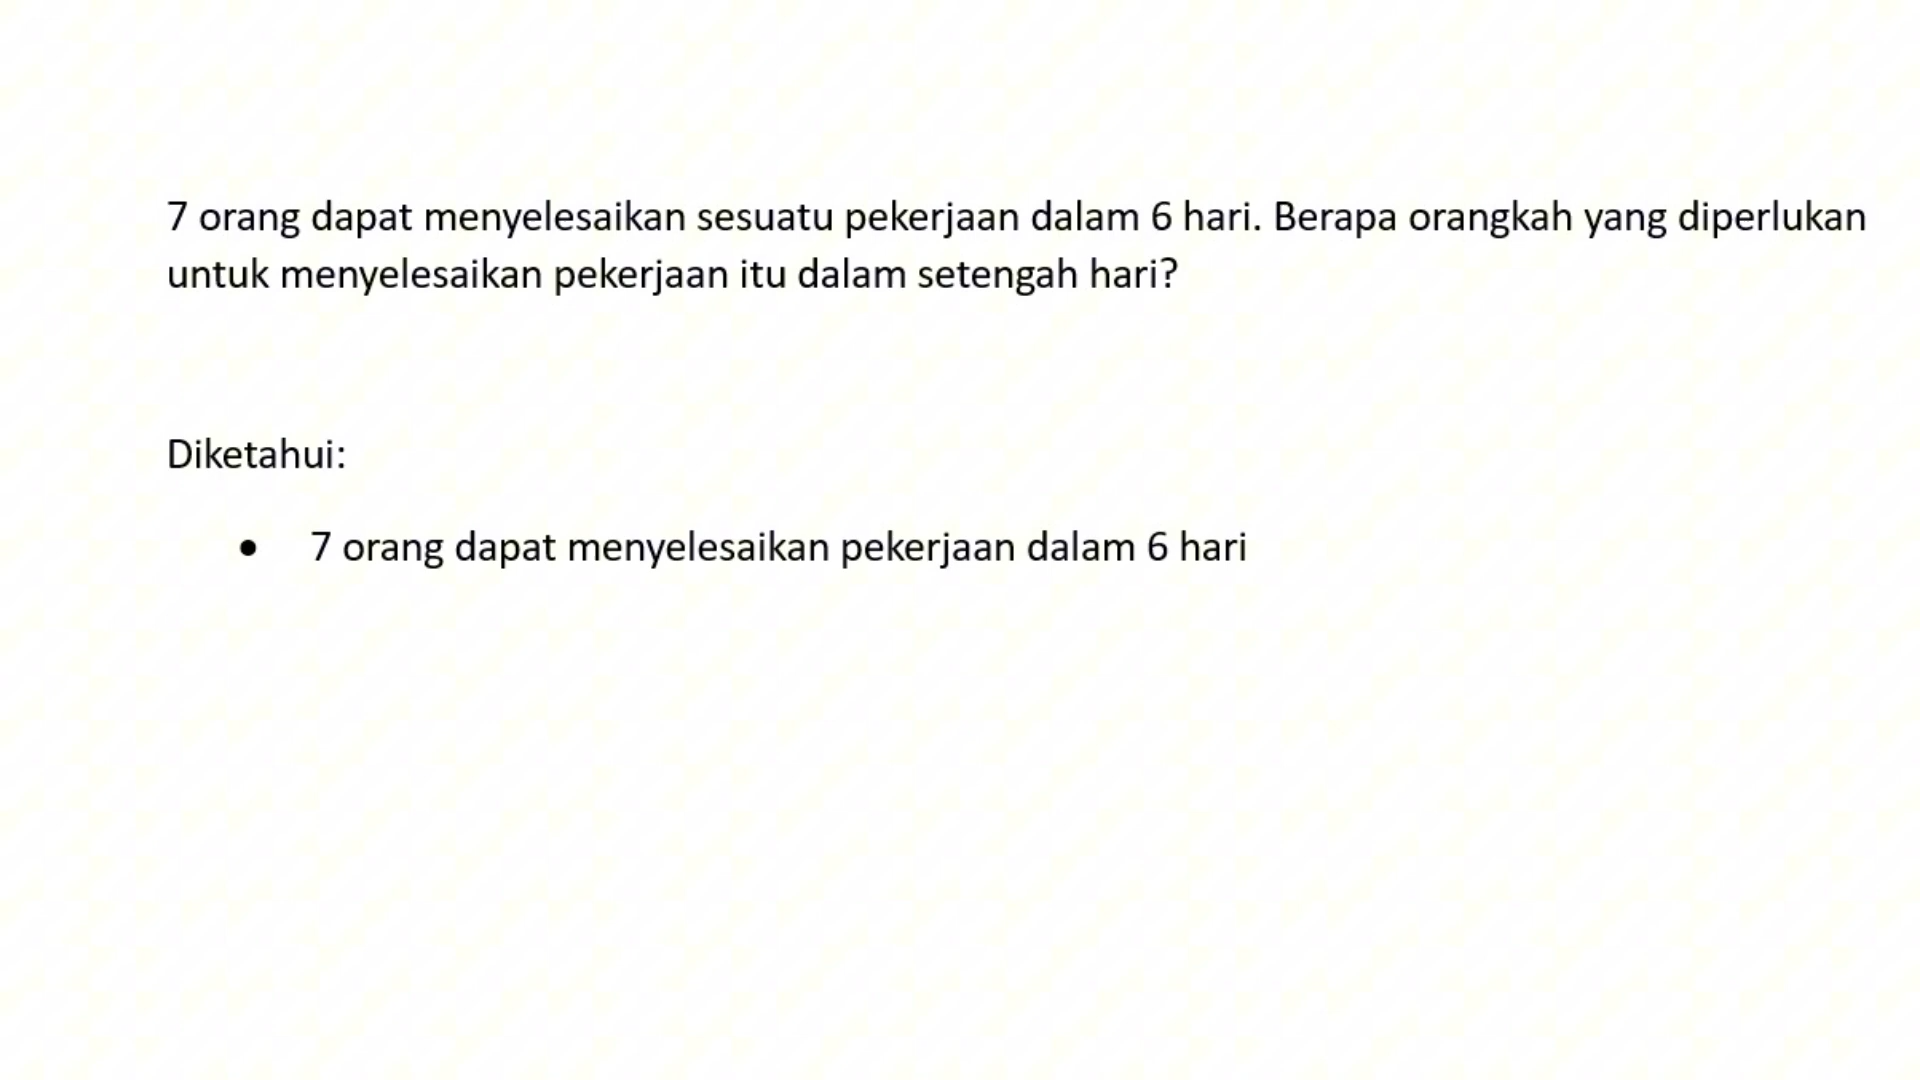 7 orang dapat menyelesaikan sesuatu pekerjaan dalam 6 hari. Berapa orangkah yang diperlukan
untuk menyelesaikan pekerjaan itu dalam setengah hari?
Diketahui:
• 7 orang dapat menyelesaikan pekerjaan dalam 6 hari